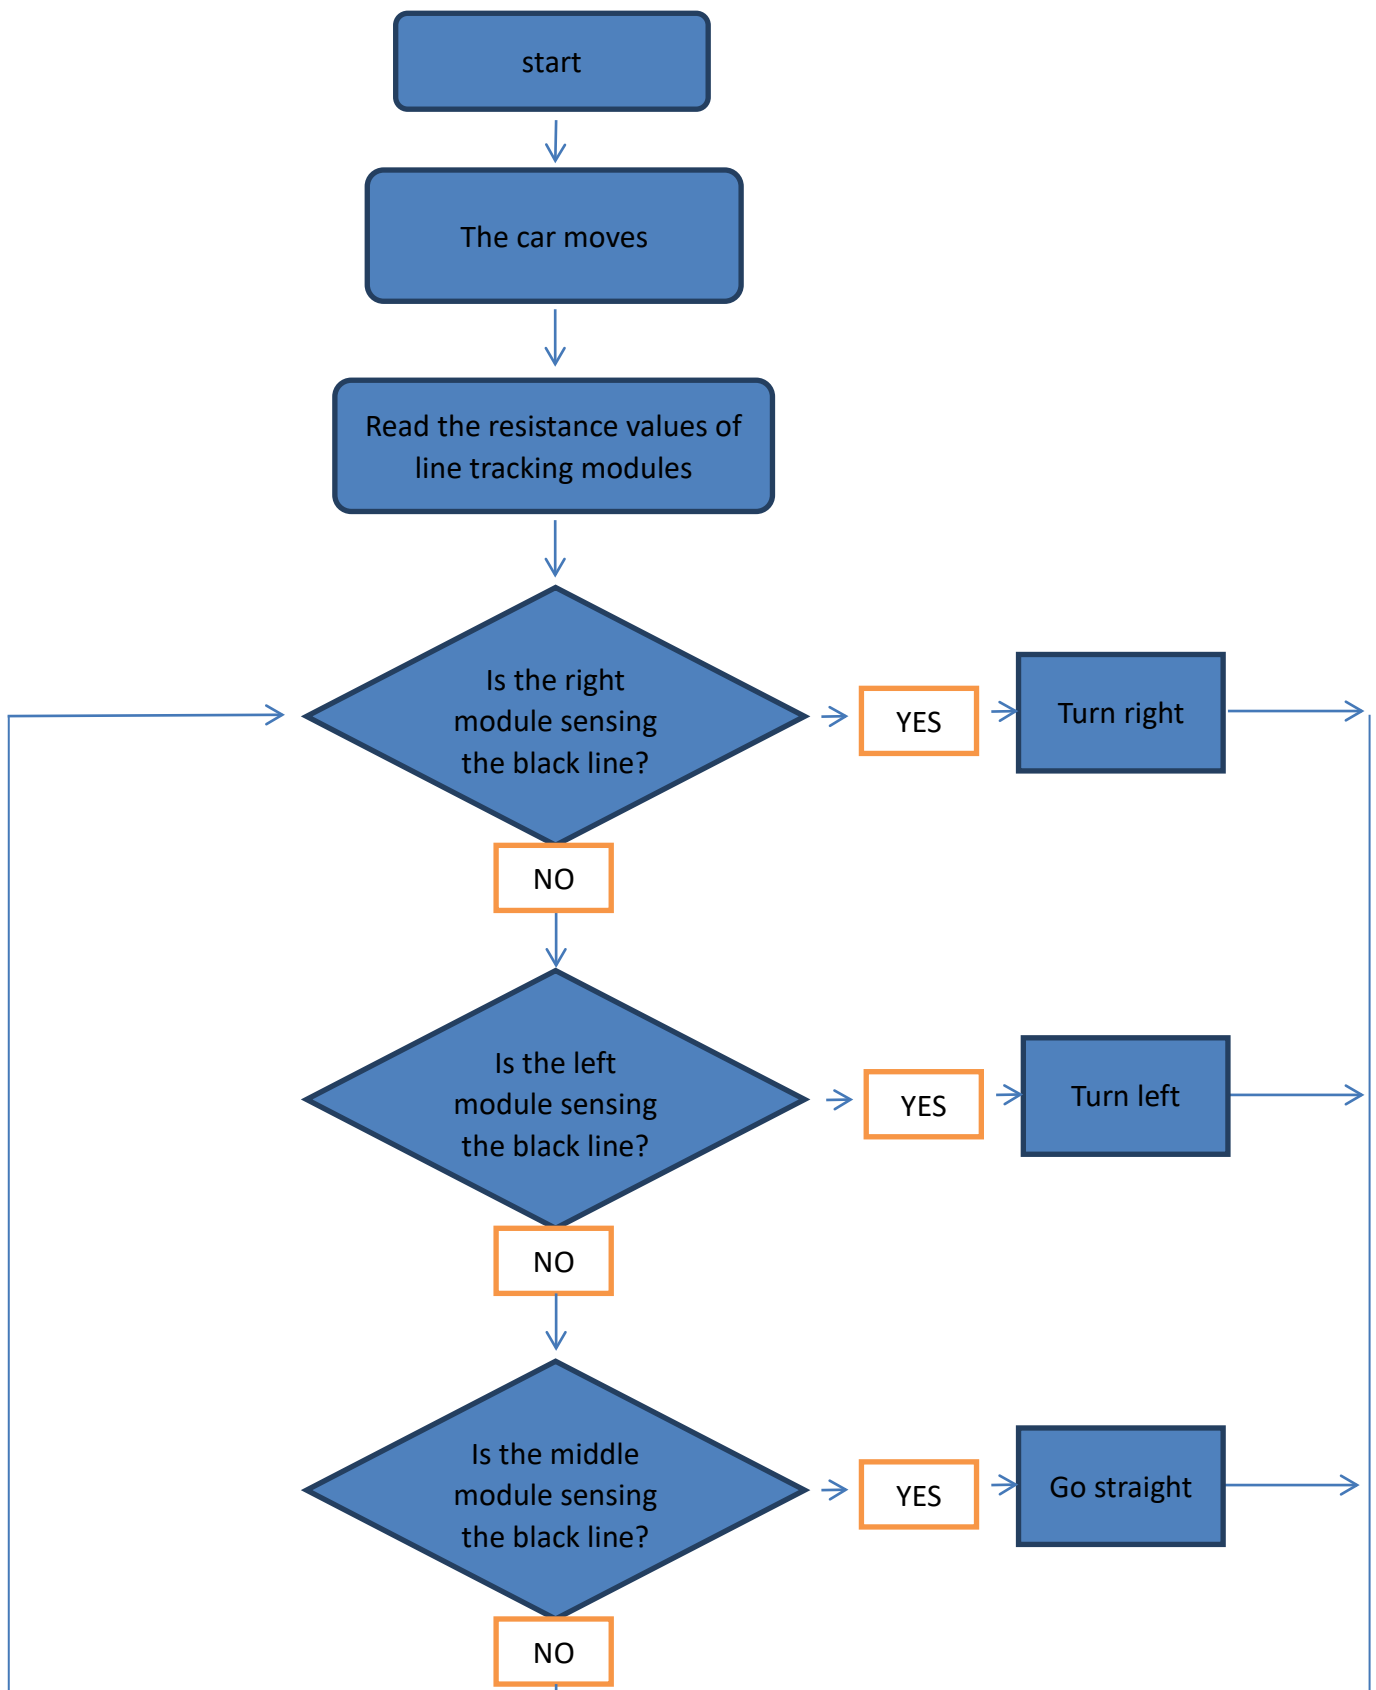 start
The car moves
Read the resistance values of
line tracking modules
Is the right
module sensing
the black line?
YES
Turn right
NO
Is the left
module sensing
the black line?
YES
Turn left
NO
Is the middle
module sensing
the black line?
YES
Go straight
NO